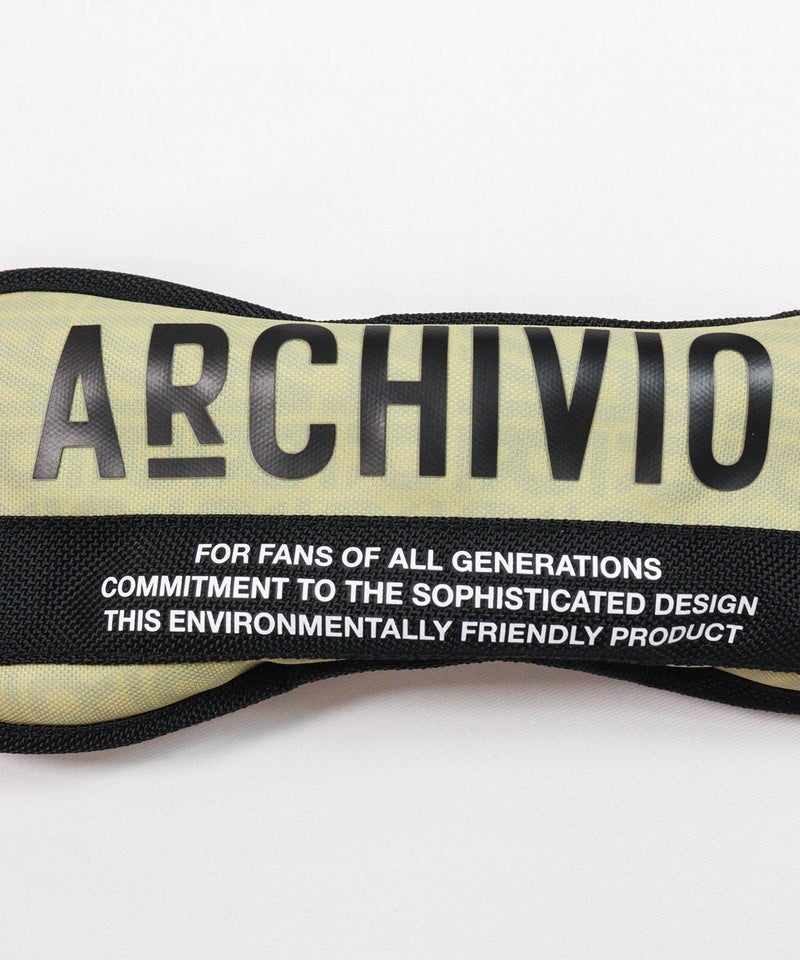 ARCHIVIO
FOR FANS OF ALL GENERATIONS
COMMITMENT TO THE SOPHISTICATED DESIGN
THIS ENVIRONMENTALLY FRIENDLY PRODUCT